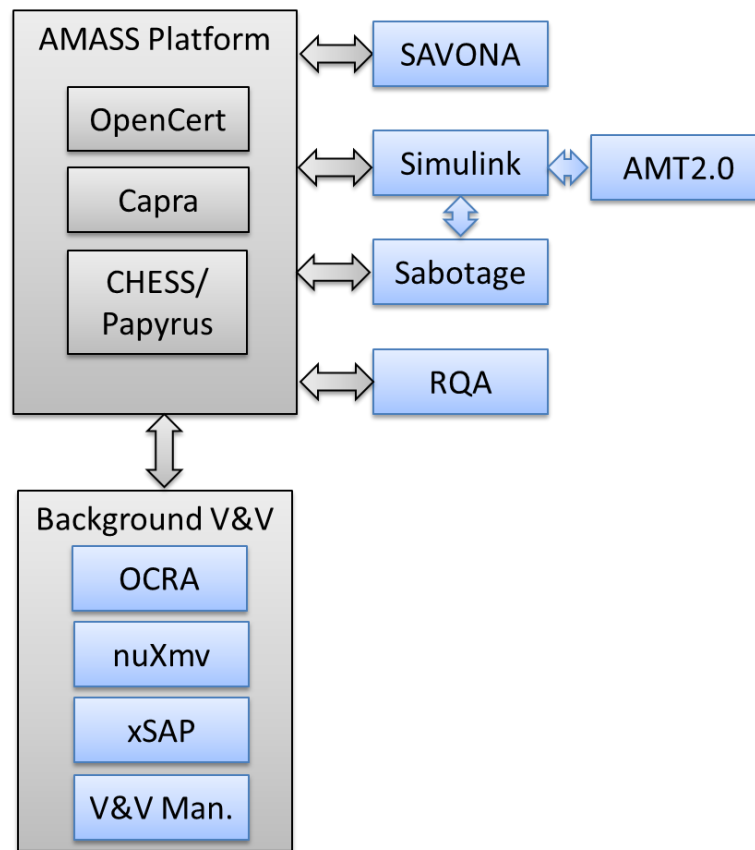 AMASS Platform
OpenCert
Capra
CHESS/
Papyrus
SAVONA
Simulink
AMT2.0
Sabotage
RQA
Background V&V
OCRA
nuXmv
xSAP
V&V Man.